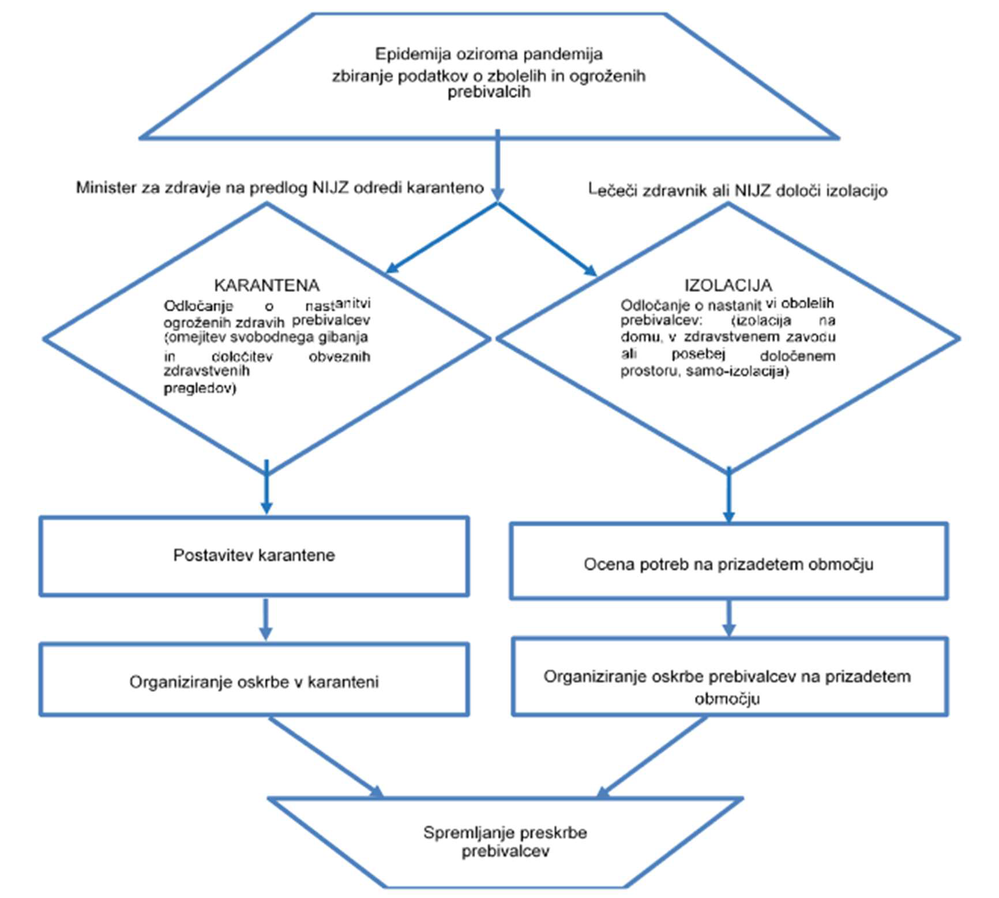 Epidemija oziroma pandemija
zbiranje podatkov o zbolelih in ogroženih
prebivalcih
Minister za zdravje na predlog NIJZ odredi karanteno
Lečeči zdravnik ali NIJZ določi izolacijo
KARANTENA
Odločanje o nastanitvi
ogroženih zdravih prebivalcev
(omejitev svobodnega gibanja
in določitev obveznih
zdravstvenih
pregledov)
IZOLACIJA
Odločanje o nastanit vi obolelih
prebivalcev: (izolacija na
domu, v zdravstvenem zavodu
ali posebej določenem
prostoru, samo-izolacija)
Postavitev karantene
Ocena potreb na prizadetem območju
Organiziranje oskrbe v karanteni
Organiziranje oskrbe prebivalcev na prizadetem
območju
Spremljanje preskrbe
prebivalcev